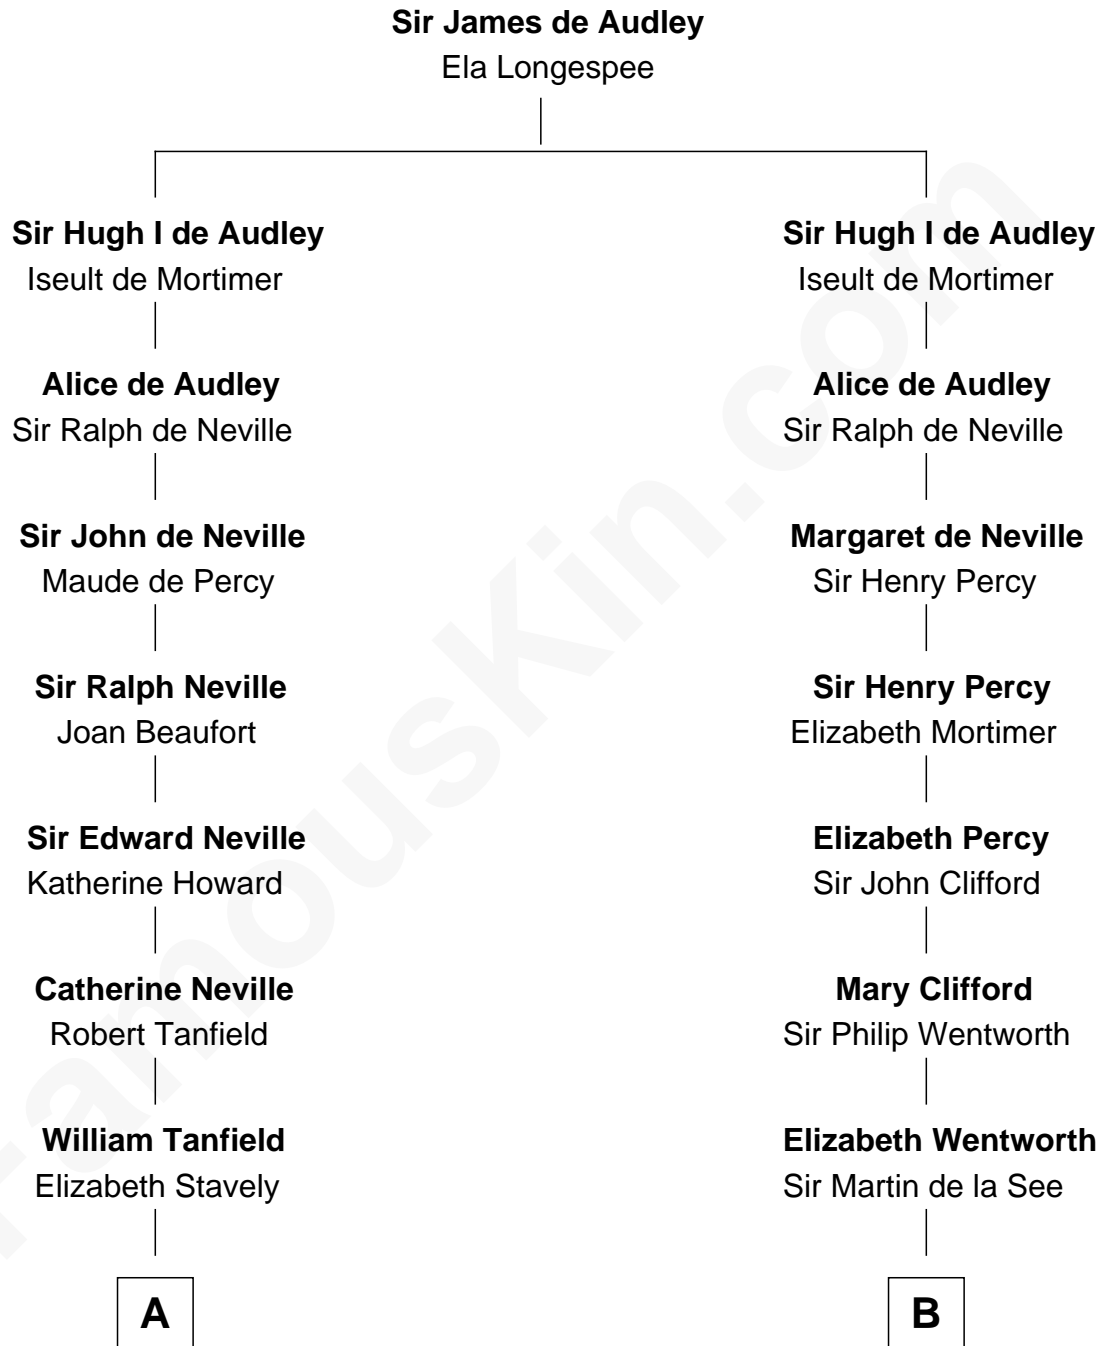 Sir James de Audley
Ela Longespee
Sir Hugh I de Audley
Iseult de Mortimer
Sir Hugh I de Audley
Iseult de Mortimer
Alice de Audley
Sir Ralph de Neville
Alice de Audley
Sir Ralph de Neville
Sir John de Neville
Maude de Percy
Margaret de Neville
Sir Henry Percy
Sir Ralph Neville
Joan Beaufort
Sir Henry Percy
Elizabeth Mortimer
Sir Edward Neville
Katherine Howard
Elizabeth Percy
Sir John Clifford
Catherine Neville
Robert Tanfield
Mary Clifford
Sir Philip Wentworth
William Tanfield
Elizabeth Stavely
Elizabeth Wentworth
Sir Martin de la See
A
B
FamousKin.com